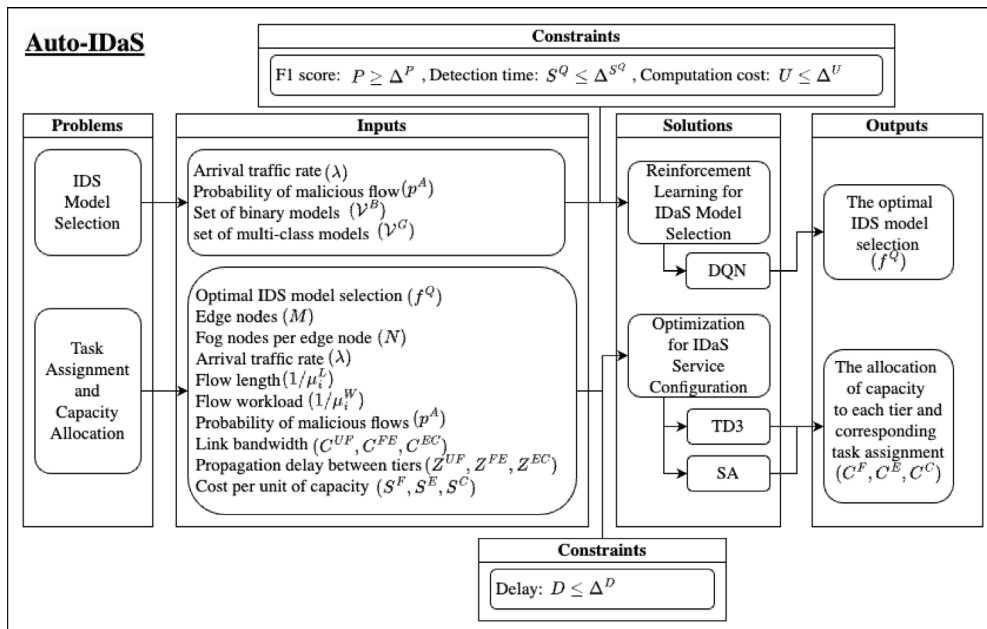 Auto-IDaS
Constraints
F1 score: P ≥ Δ^P , Detection time: S^Q ≤ Δ^{S^Q} , Computation cost: U ≤ Δ^U
Problems
IDS
Model
Selection
Task
Assignment
and
Capacity
Allocation
Inputs
Arrival traffic rate (λ)
Probability of malicious flow (p^A)
Set of binary models (𝒱^B)
set of multi-class models (𝒱^G)
Optimal IDS model selection (f^Q)
Edge nodes (M)
Fog nodes per edge node (N)
Arrival traffic rate (λ)
Flow length (1/μ_i^L)
Flow workload (1/μ_i^W)
Probability of malicious flows (p^A)
Link bandwidth (C^{UF}, C^{FE}, C^{EC})
Propagation delay between tiers (Z^{UF}, Z^{FE}, Z^{EC})
Cost per unit of capacity (S^F, S^E, S^C)
Solutions
Reinforcement
Learning for
IDaS Model
Selection
DQN
Optimization
for IDaS
Service
Configuration
TD3
SA
Outputs
The optimal
IDS model
selection
(f^Q)
The allocation
of capacity
to each tier and
corresponding
task assignment
(C^F, C^E, C^C)
Constraints
Delay: D ≤ Δ^D